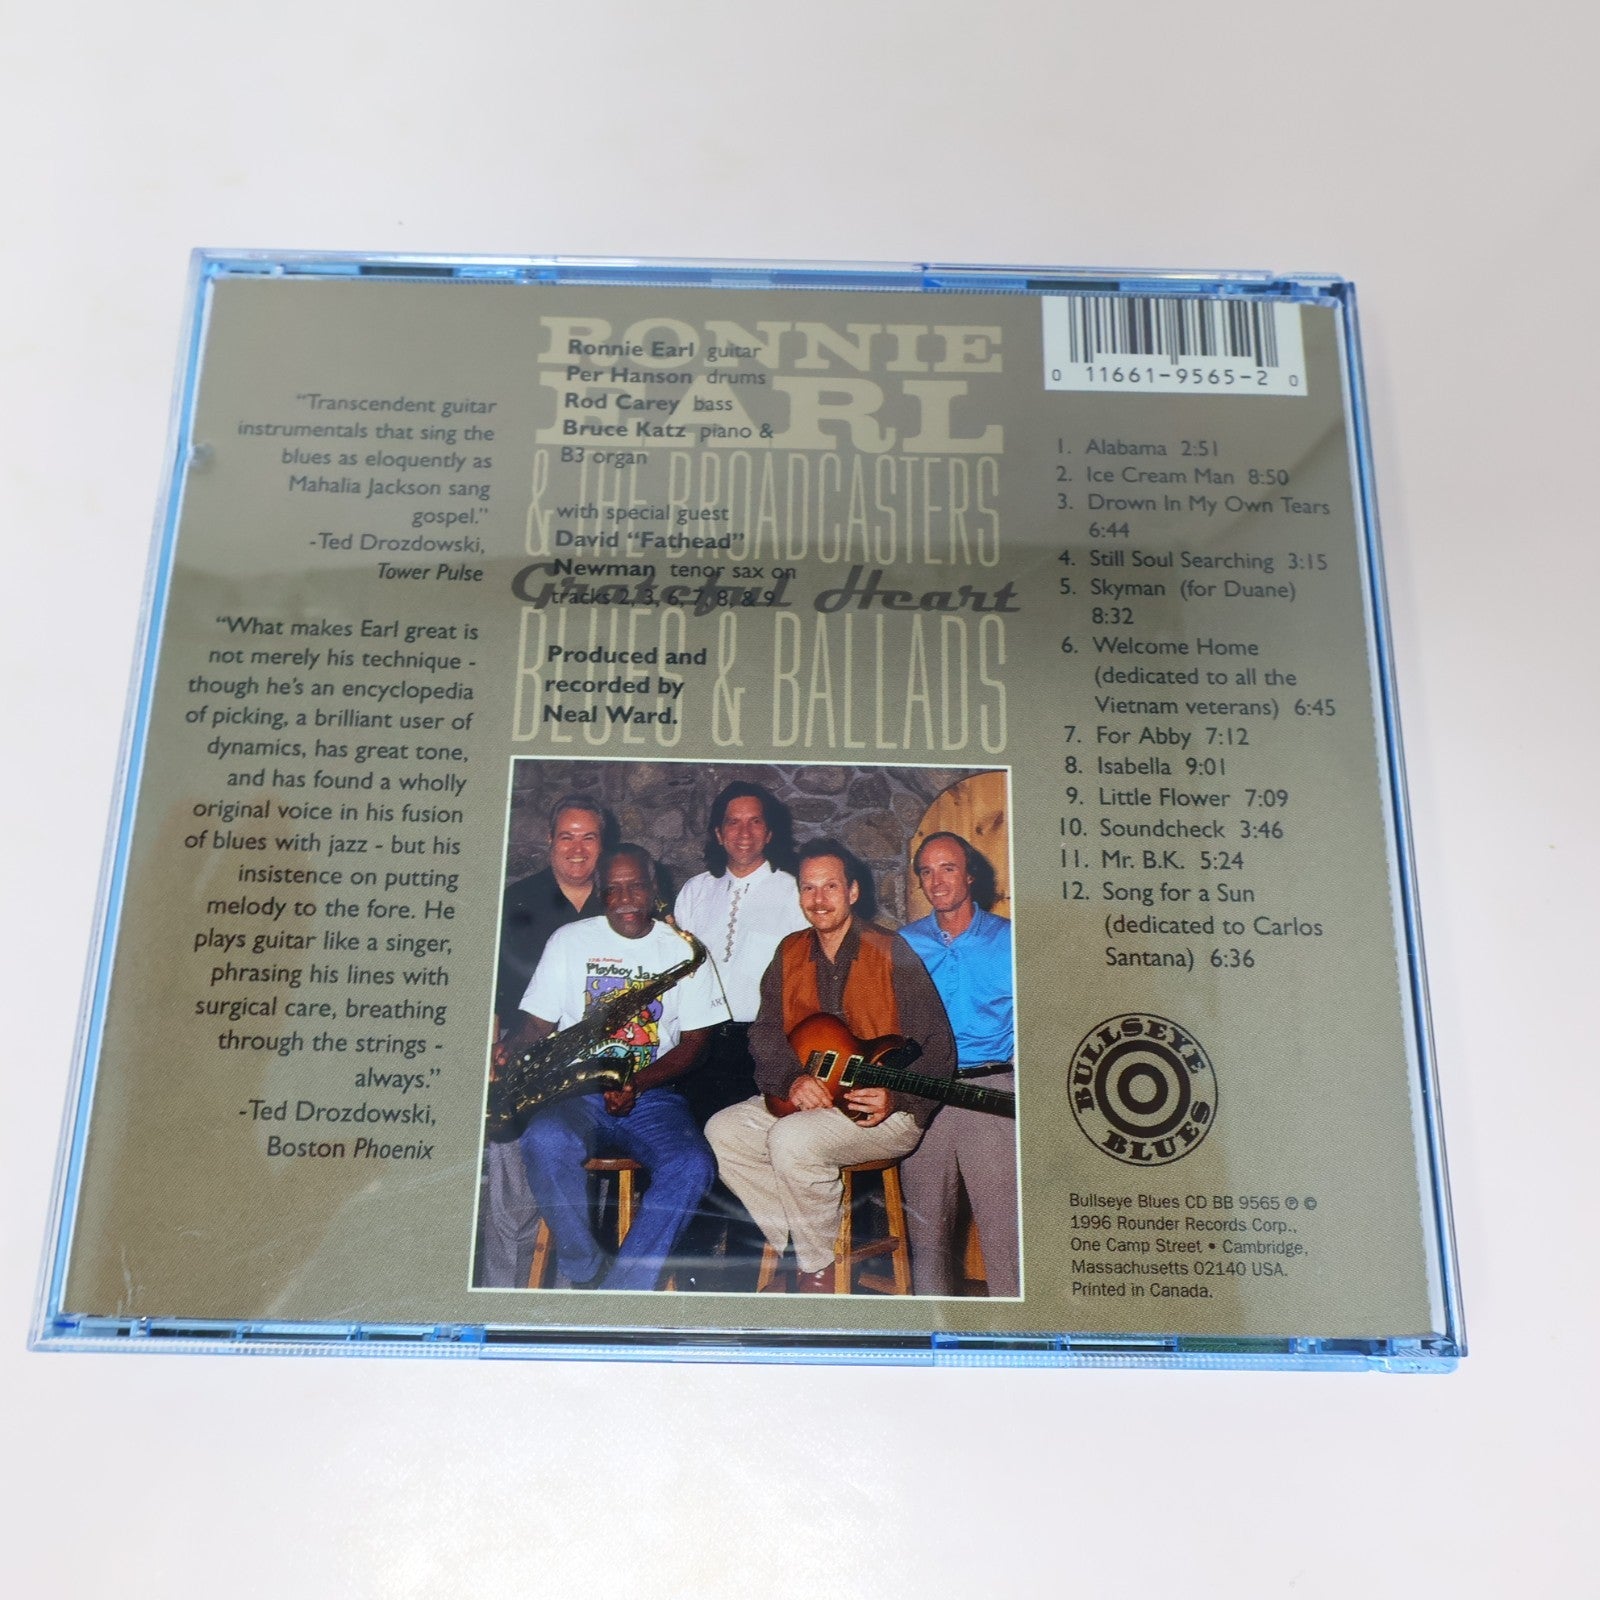 "Transcendent guitar
instrumentals that sing the
blues as eloquently as
Mahalia Jackson sang
gospel."
-Ted Drozdowski,
Tower Pulse
"What makes Earl great is
not merely his technique -
though he's an encyclopedia
of picking, a brilliant user of
dynamics, has great tone,
and has found a wholly
original voice in his fusion
of blues with jazz - but his
insistence on putting
melody to the fore. He
plays guitar like a singer,
phrasing his lines with
surgical care, breathing
through the strings -
always."
-Ted Drozdowski,
Boston Phoenix
RONNIE
EARL
& THE BROADCASTERS
Grateful Heart
BLUES & BALLADS
Ronnie Earl guitar
Per Hanson drums
Rod Carey bass
Bruce Katz piano &
B3 organ
with special guest
David "Fathead"
Newman tenor sax on
tracks 2, 3, 6, 7, 8, & 9
Produced and
recorded by
Neal Ward.
Playboy Jazz
0 11661-9565-2 0
1. Alabama 2:51
2. Ice Cream Man 8:50
3. Drown In My Own Tears
6:44
4. Still Soul Searching 3:15
5. Skyman (for Duane)
8:32
6. Welcome Home
(dedicated to all the
Vietnam veterans) 6:45
7. For Abby 7:12
8. Isabella 9:01
9. Little Flower 7:09
10. Soundcheck 3:46
11. Mr. B.K. 5:24
12. Song for a Sun
(dedicated to Carlos
Santana) 6:36
BULLSEYE
BLUES
Bullseye Blues CD BB 9565 ℗ ©
1996 Rounder Records Corp.,
One Camp Street • Cambridge,
Massachusetts 02140 USA.
Printed in Canada.